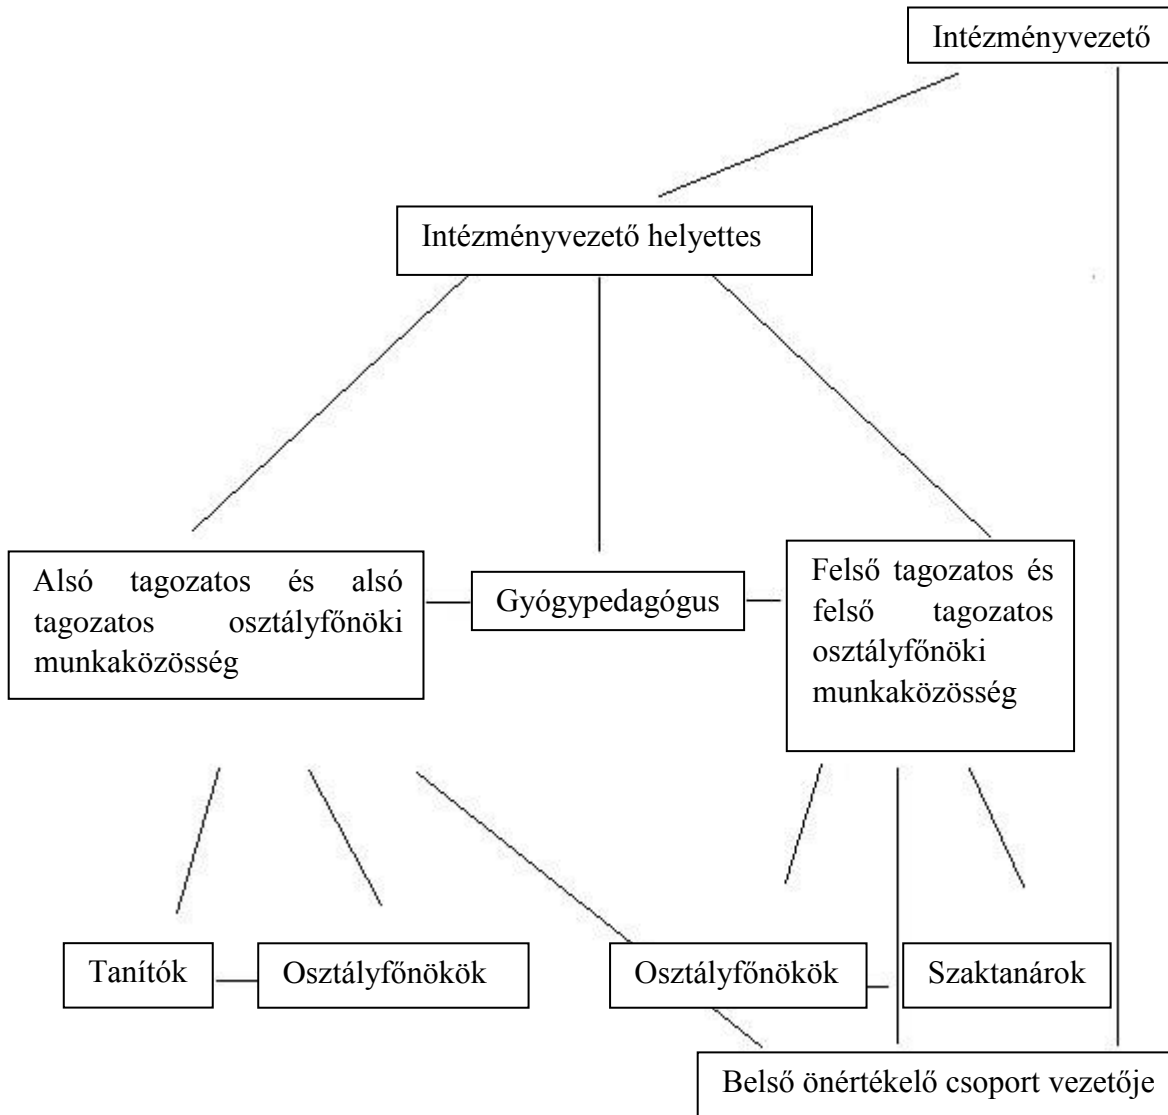 Intézményvezető
Intézményvezető helyettes
Alsó tagozatos és alsó
tagozatos osztályfőnöki
munkaközösség
Gyógypedagógus
Felső tagozatos és
felső tagozatos
osztályfőnöki
munkaközösség
Tanítók
Osztályfőnökök
Osztályfőnökök
Szaktanárok
Belső önértékelő csoport vezetője